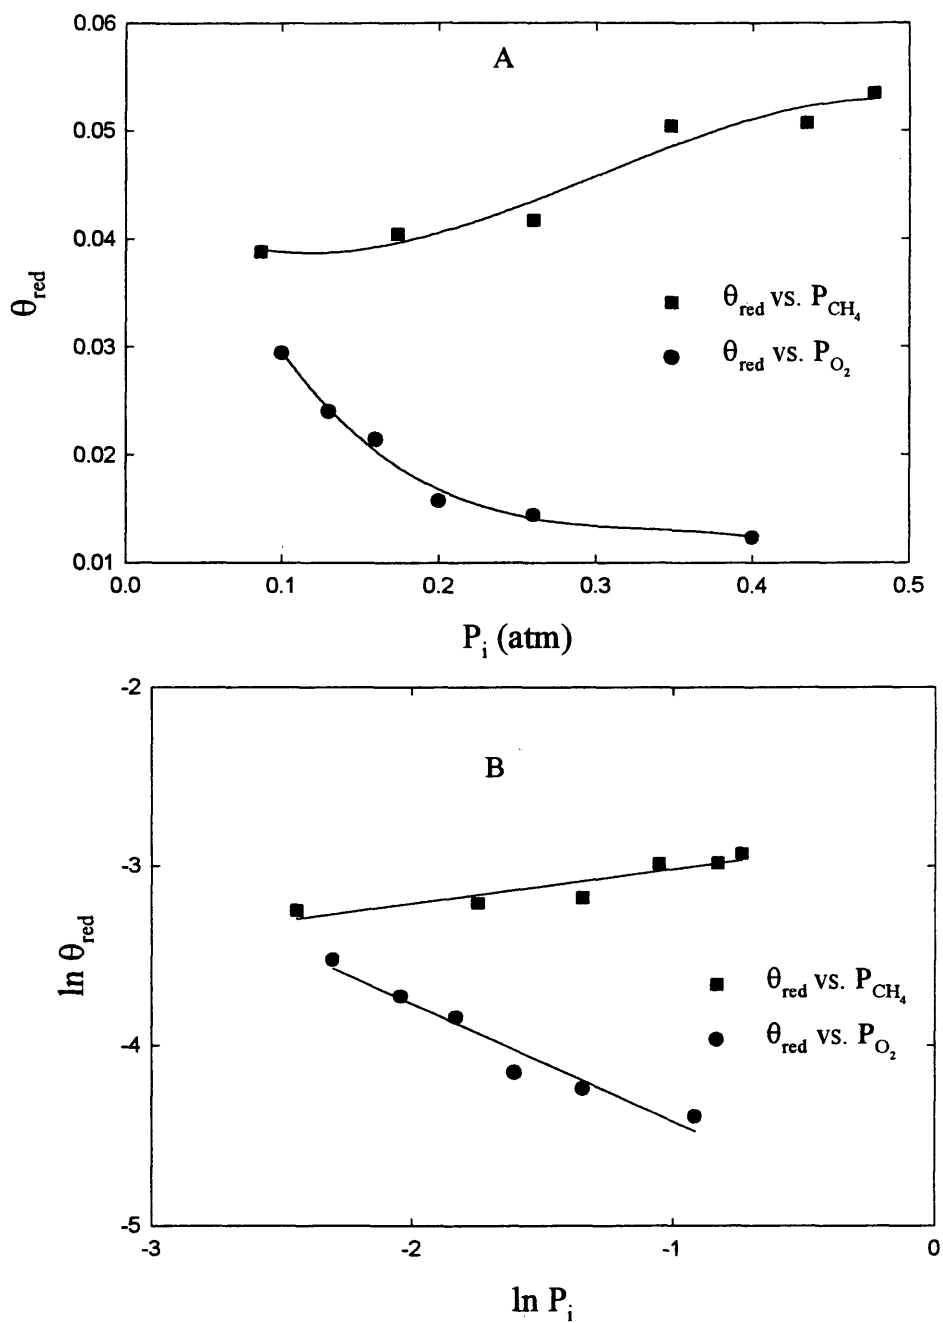 0.06
A
0.05
0.04
θred
θred vs. PCH4
0.03
θred vs. PO2
0.02
0.01
0.0 0.1 0.2 0.3 0.4 0.5
Pi (atm)
-2
B
-3
ln θred
θred vs. PCH4
θred vs. PO2
-4
-5
-3 -2 -1 0
ln Pi